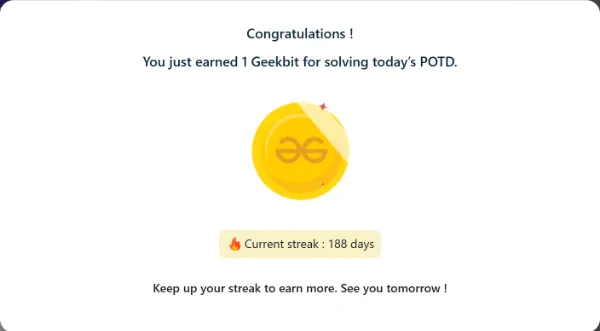 Congratulations !
You just earned 1 Geekbit for solving today's POTD.
Current streak : 188 days
Keep up your streak to earn more. See you tomorrow !